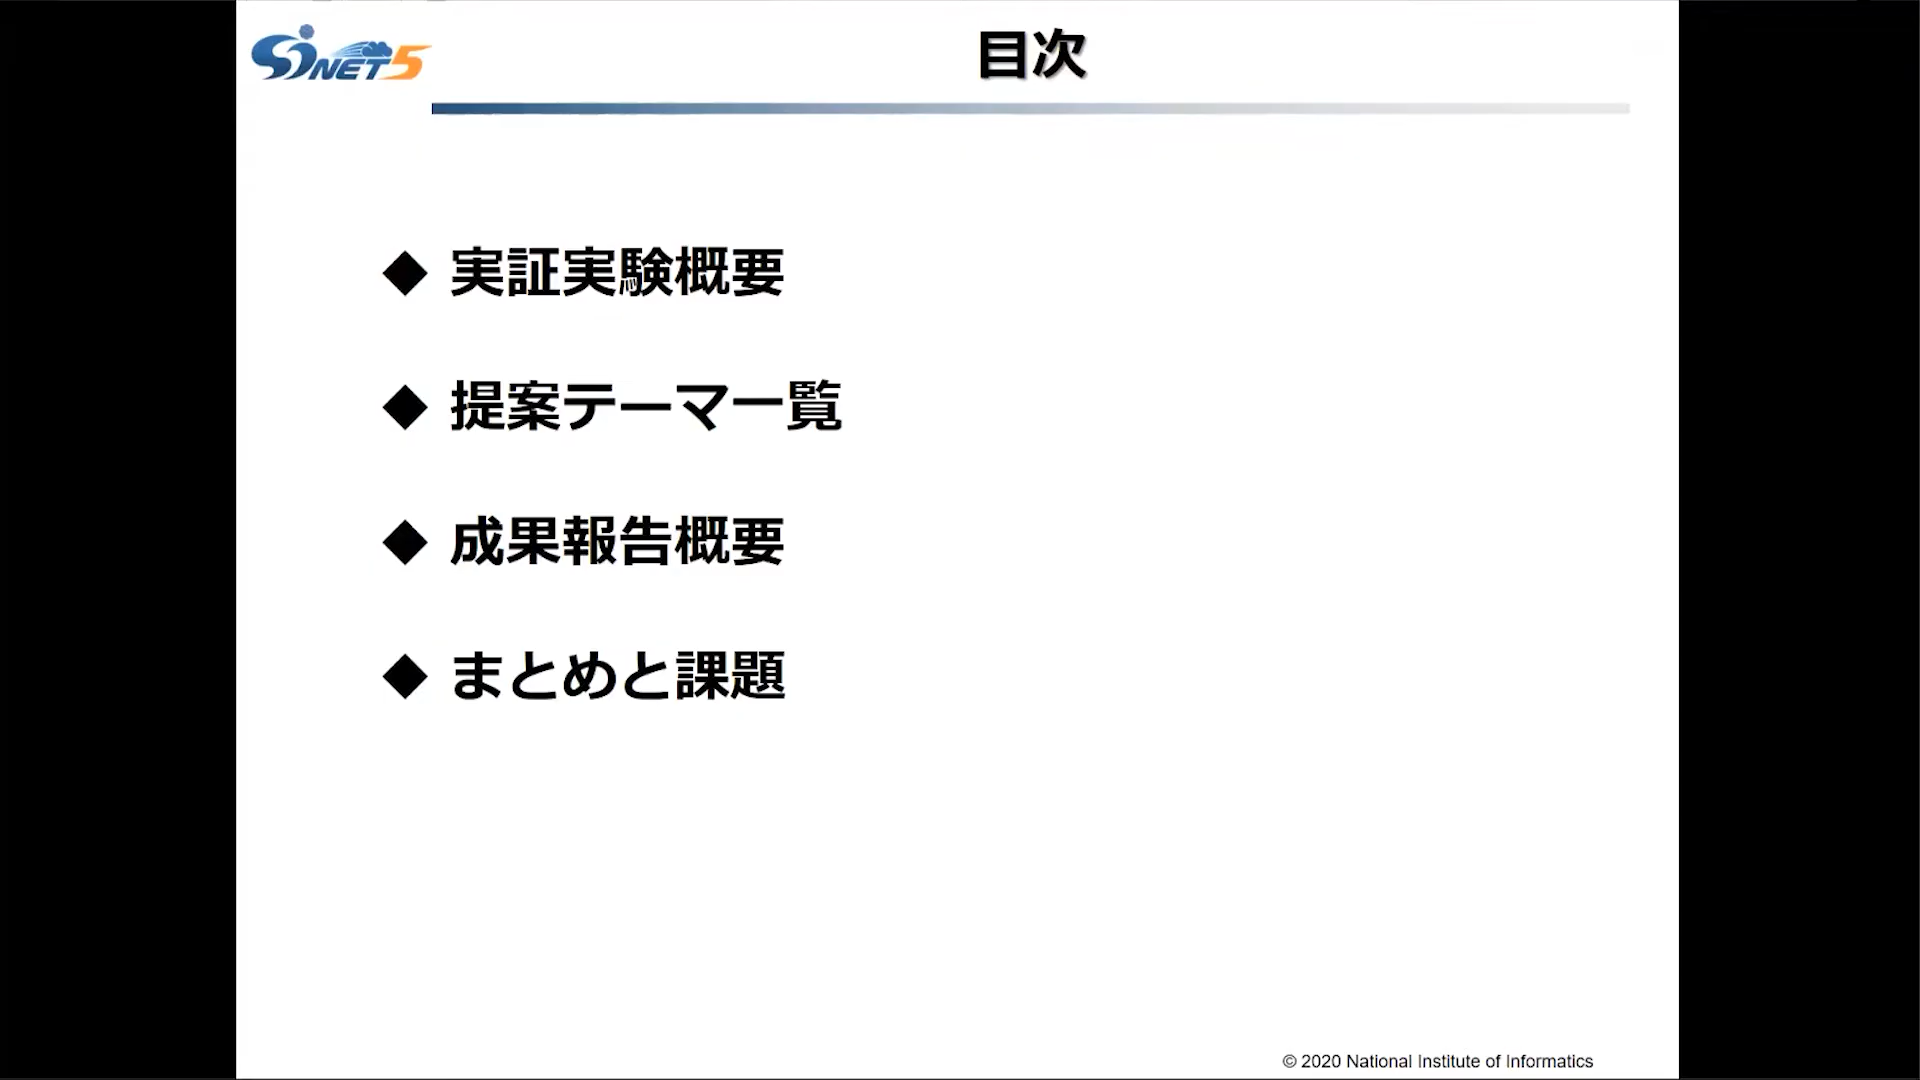 SINET5
目次
◆ 実証実験概要
◆ 提案テーマ一覧
◆ 成果報告概要
◆ まとめと課題
© 2020 National Institute of Informatics